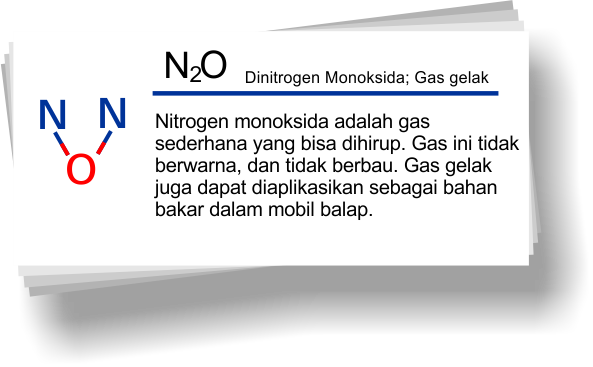 N₂O Dinitrogen Monoksida; Gas gelak
N N
O
Nitrogen monoksida adalah gas
sederhana yang bisa dihirup. Gas ini tidak
berwarna, dan tidak berbau. Gas gelak
juga dapat diaplikasikan sebagai bahan
bakar dalam mobil balap.